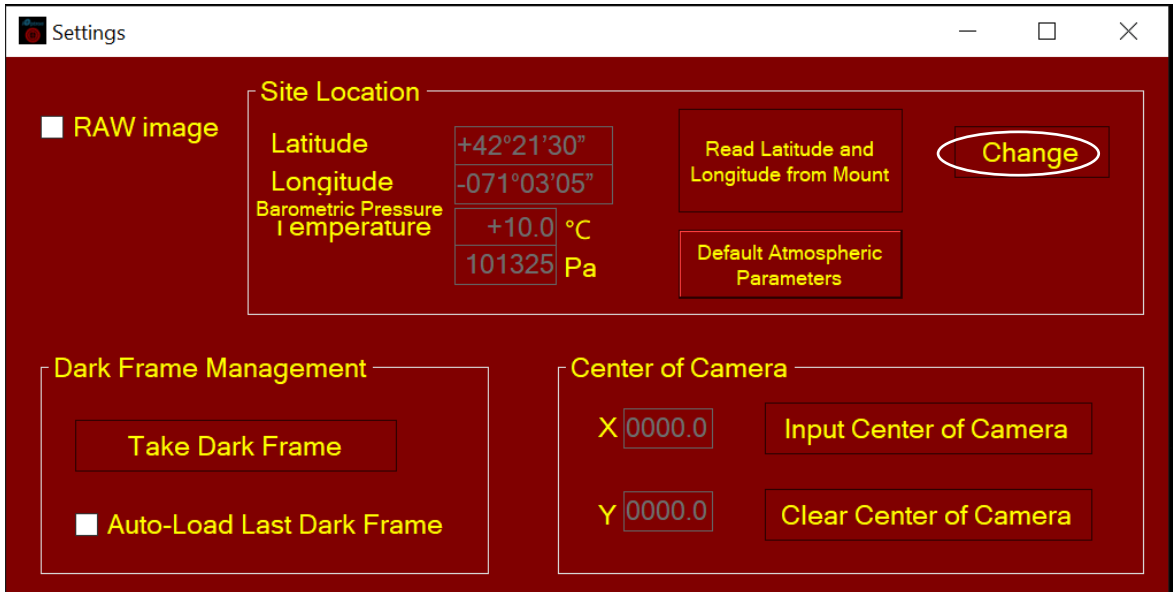 Settings
RAW image
Site Location
Latitude
+42°21’30”
Longitude
-071°03’05”
Barometric Pressure
Temperature
+10.0 °C
101325 Pa
Read Latitude and
Longitude from Mount
Default Atmospheric
Parameters
Change
Dark Frame Management
Take Dark Frame
Auto-Load Last Dark Frame
Center of Camera
X 0000.0
Input Center of Camera
Y 0000.0
Clear Center of Camera